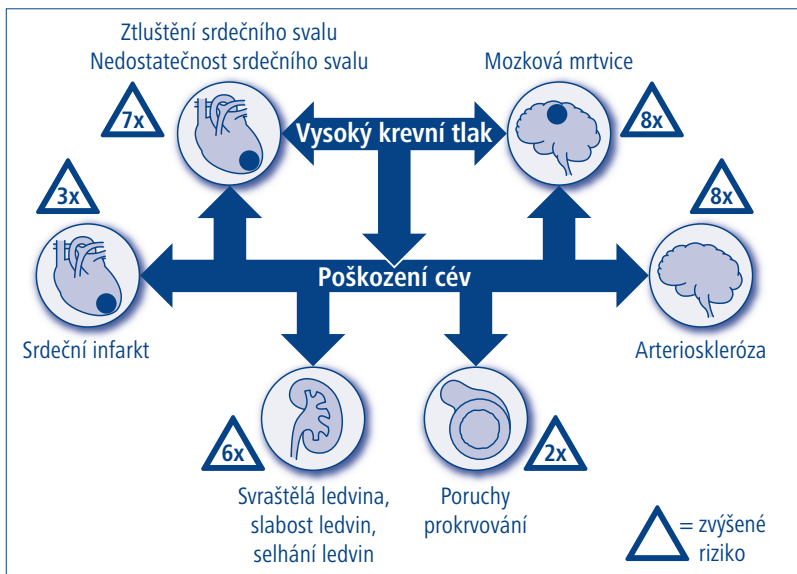 Ztluštění srdečního svalu
Nedostatečnost srdečního svalu
Mozková mrtvice
7x
Vysoký krevní tlak
8x
3x
8x
Poškození cév
Srdeční infarkt
Arterioskleróza
6x
2x
Svraštělá ledvina,
slabost ledvin,
selhání ledvin
Poruchy
prokrvování
= zvýšené
riziko